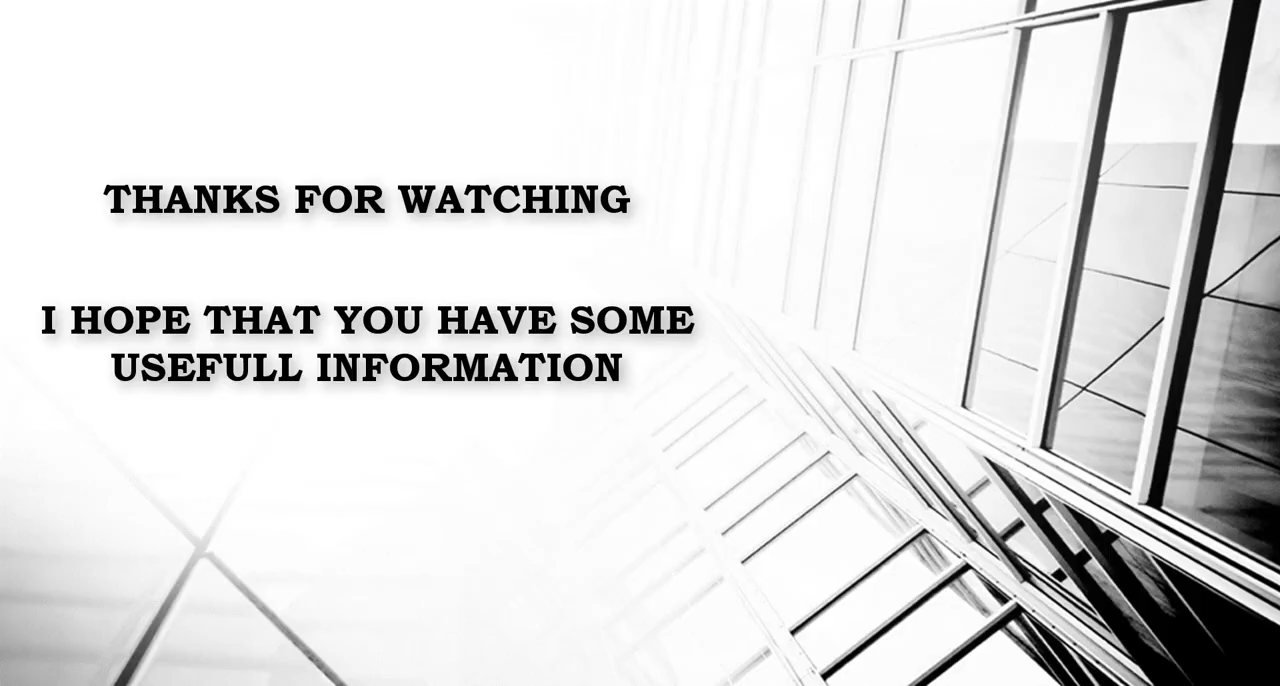 THANKS FOR WATCHING
I HOPE THAT YOU HAVE SOME
USEFULL INFORMATION